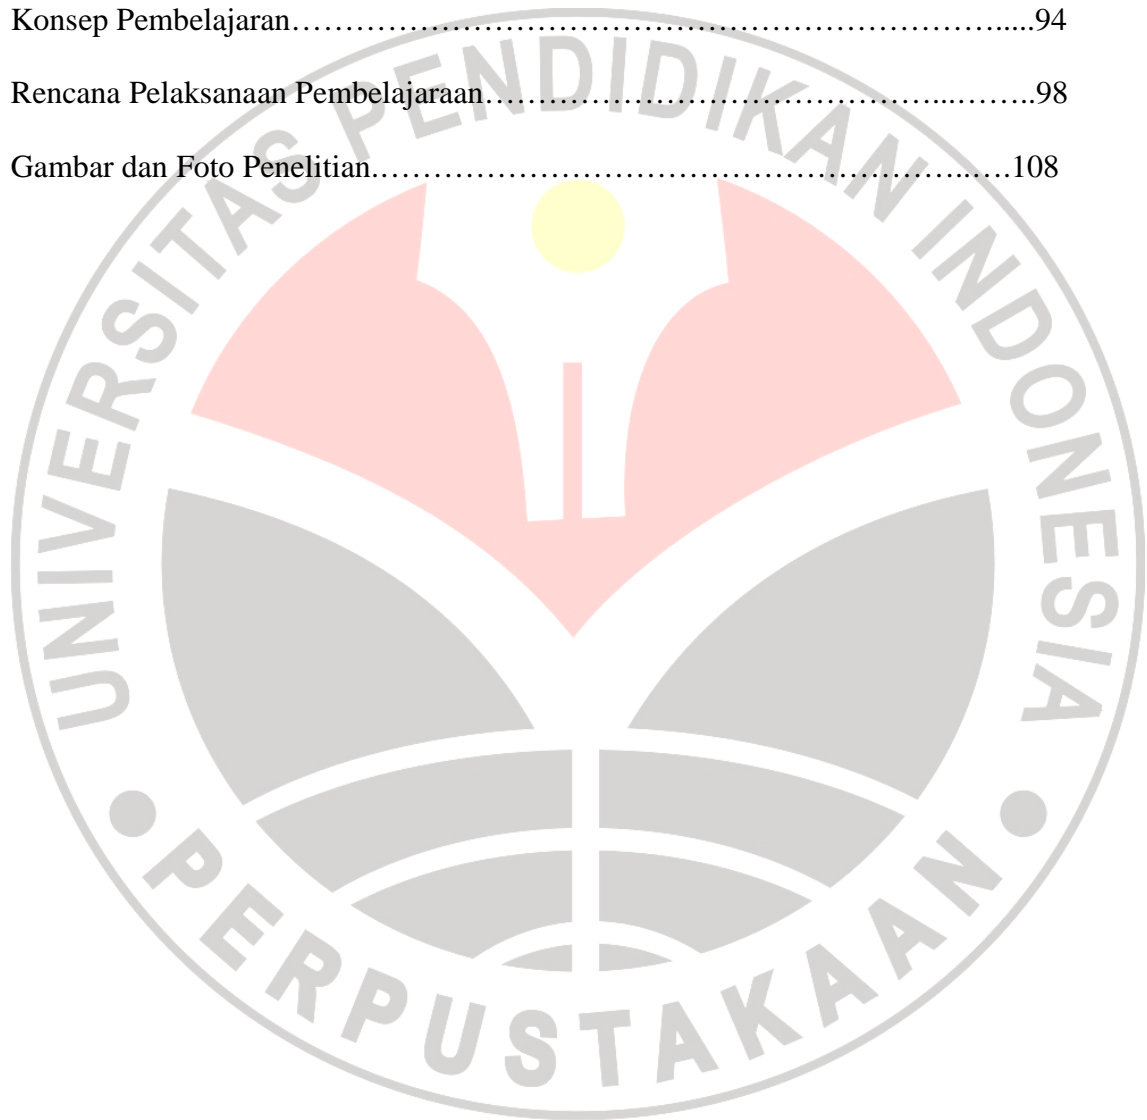 Konsep Pembelajaran……………………………………………………………….....94
Rencana Pelaksanaan Pembelajaraan……………………………………...……..98
Gambar dan Foto Penelitian.…………………………………………………..….108
UNIVERSITAS PENDIDIKAN INDONESIA
PERPUSTAKAAN